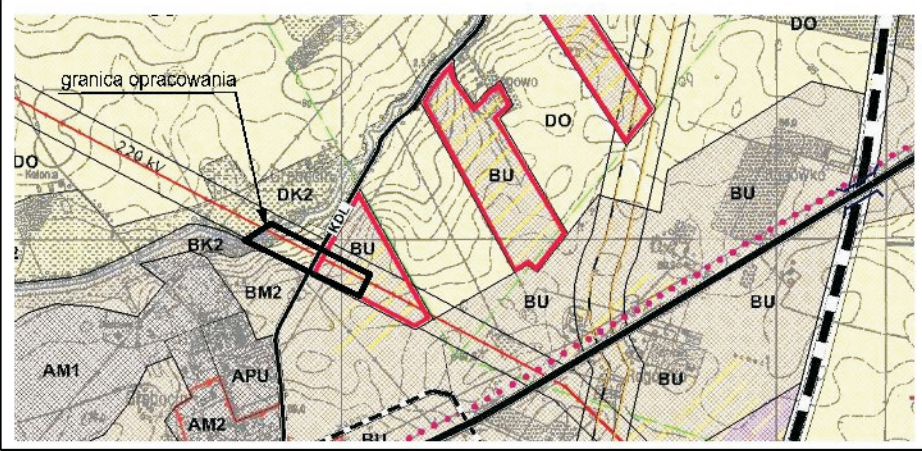 DO
granica opracowania
DO
BU
220 kV
DO
BU
DK2
KDL
BU
BK2
BM2
BU
BU
AM1
APU
BU
AM2
BU